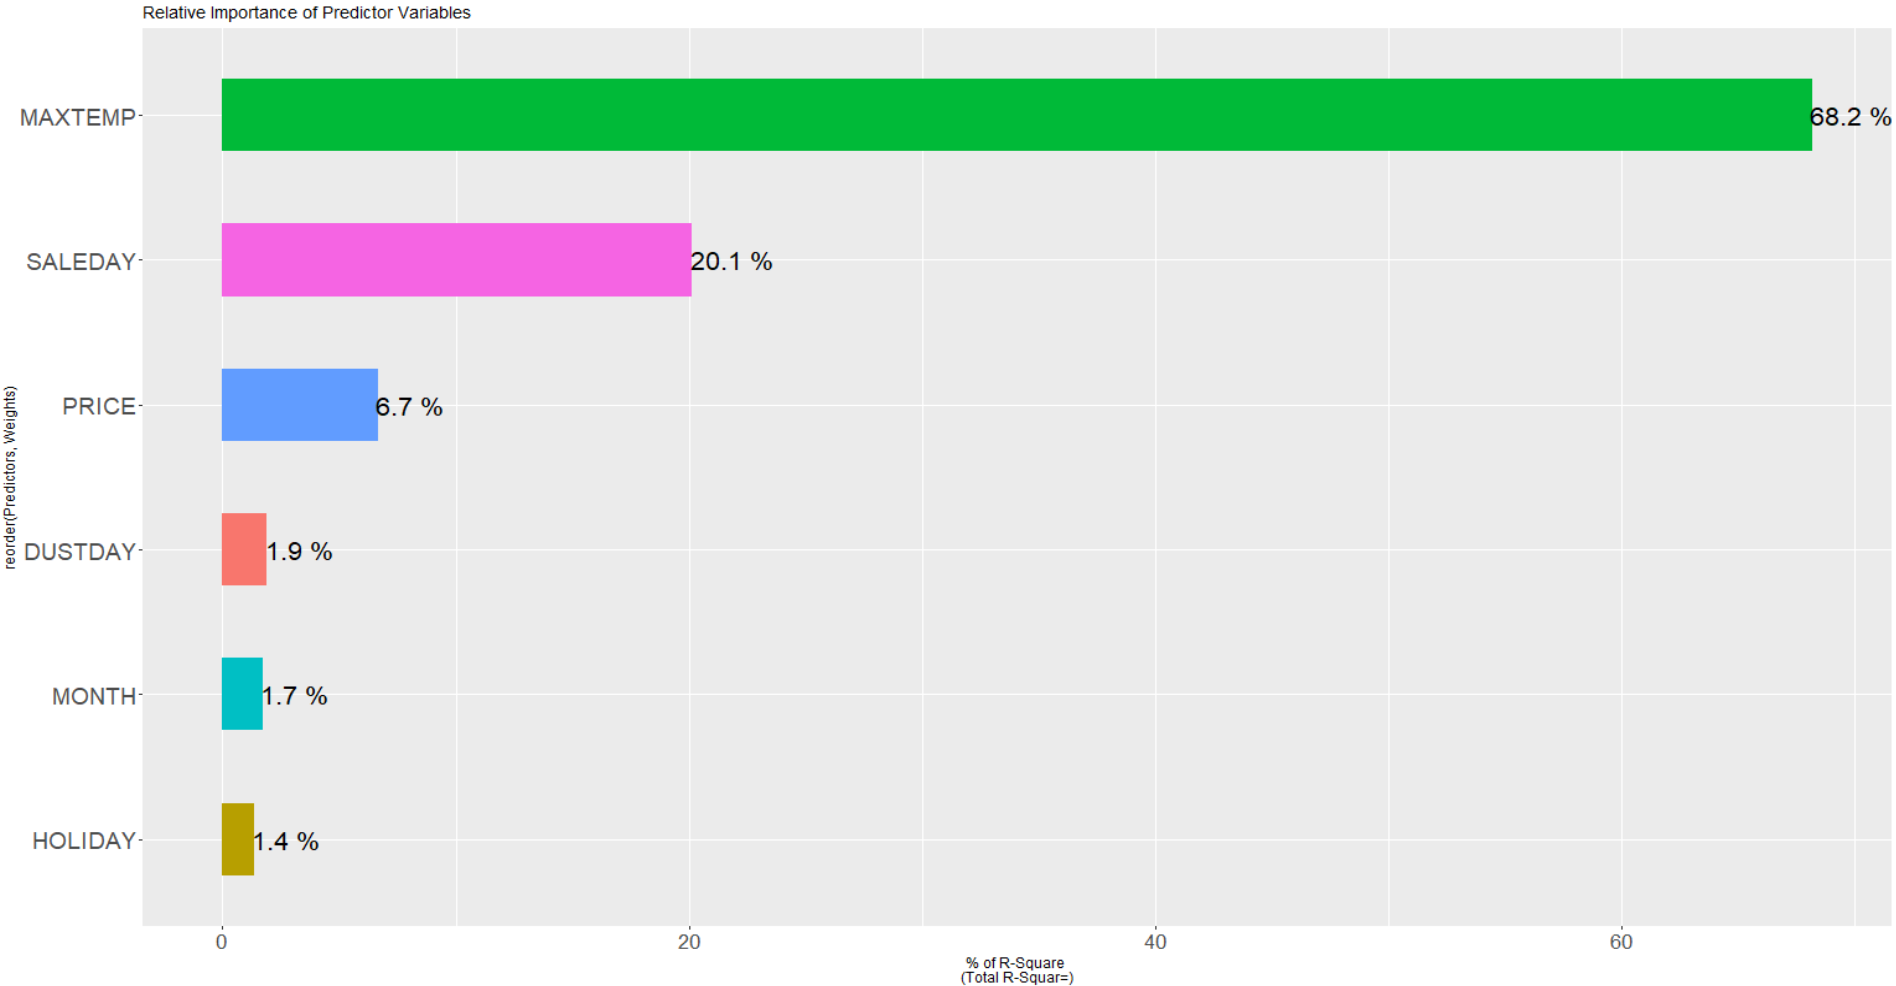 Relative Importance of Predictor Variables
MAXTEMP
68.2 %
SALEDAY
20.1 %
PRICE
6.7 %
DUSTDAY
1.9 %
MONTH
1.7 %
HOLIDAY
1.4 %
reorder(Predictors, Weights)
0 20 40 60
% of R-Square
(Total R-Squar=)